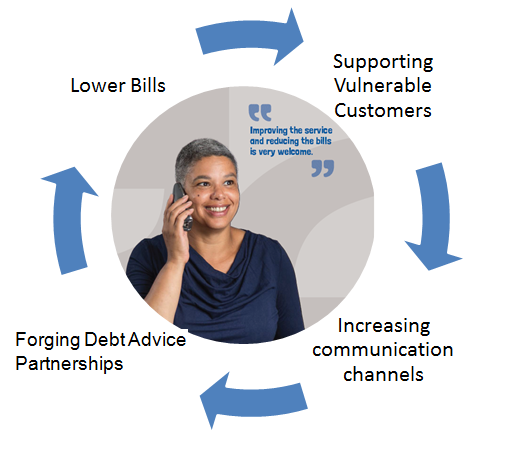 Lower Bills
Supporting
Vulnerable
Customers
Improving the service
and reducing the bills
is very welcome.
Increasing
communication
channels
Forging Debt Advice
Partnerships